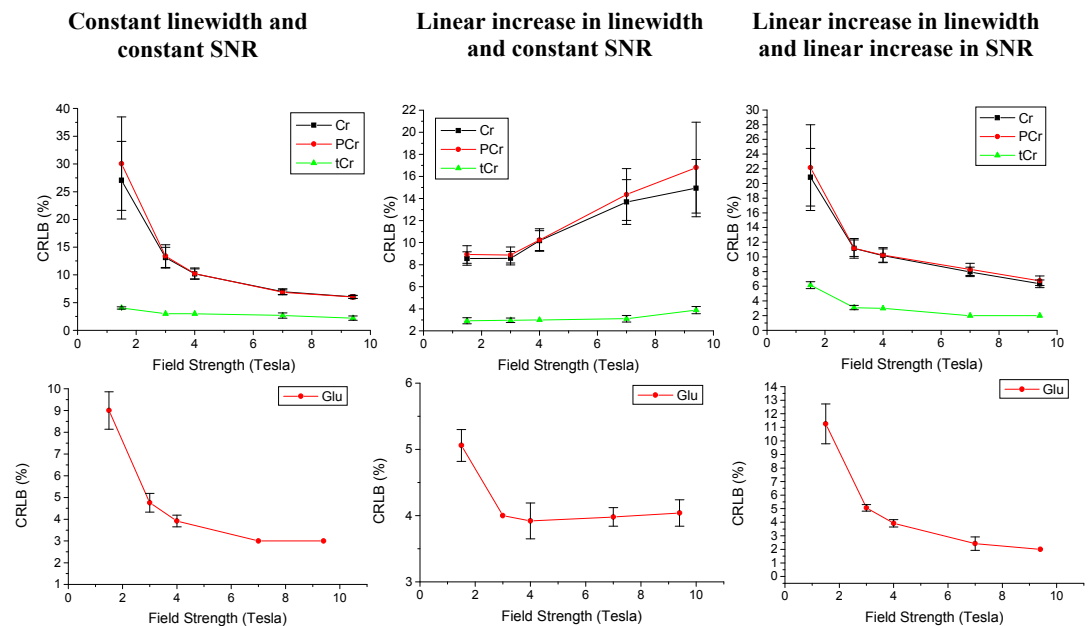 Constant linewidth and
constant SNR
Linear increase in linewidth
and constant SNR
Linear increase in linewidth
and linear increase in SNR
40
35
30
25
20
15
10
5
0
CRLB (%)
Cr
PCr
tCr
0 2 4 6 8 10
Field Strength (Tesla)
22
20
18
16
14
12
10
8
6
4
2
CRLB (%)
Cr
PCr
tCr
0 2 4 6 8 10
Field Strength (Tesla)
30
28
26
24
22
20
18
16
14
12
10
8
6
4
2
0
CRLB (%)
Cr
PCr
tCr
0 2 4 6 8 10
Field Strength (Tesla)
10
9
8
7
6
5
4
3
2
1
CRLB (%)
Glu
0 2 4 6 8 10
Field Strength (Tesla)
6
5
4
3
CRLB (%)
Glu
0 2 4 6 8 10
Field Strength (Tesla)
14
13
12
11
10
9
8
7
6
5
4
3
2
1
0
CRLB (%)
Glu
0 2 4 6 8 10
Field Strength (Tesla)